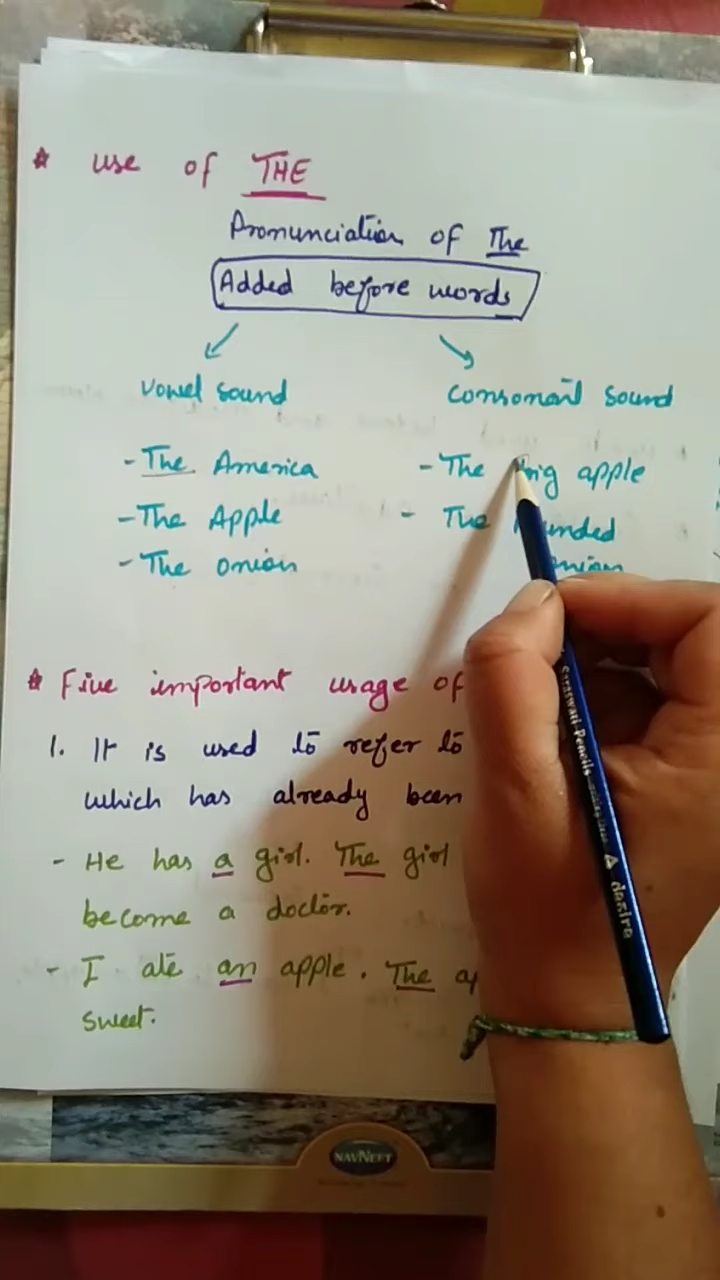 * use of THE
Pronunciation of The
Added before words
vowel sound
- The America
- The Apple
- The onion
Consonant sound
- The big apple
- The
onion
* Five important usage of
1. It is used to refer to
which has already been
- He has a girl. The girl
become a doctor.
- I ate an apple. The
sweet.
Saraswati Pencils
NAVNEET